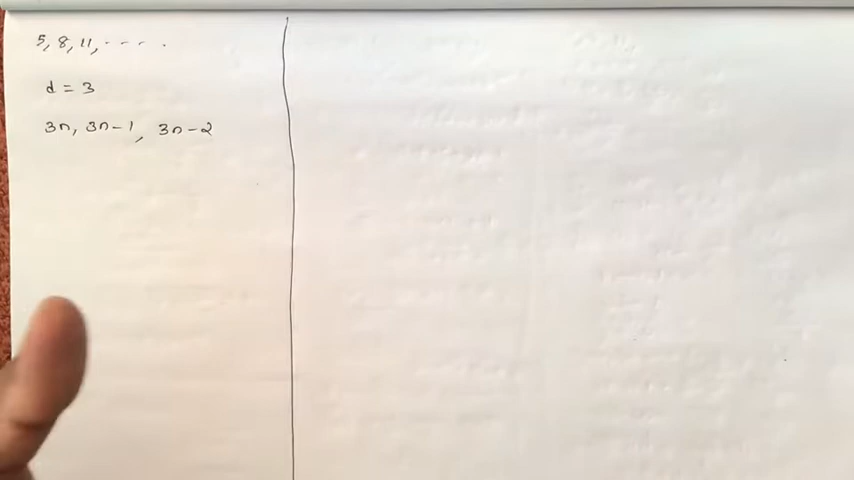 5, 8, 11, - - - .
d = 3
3n, 3n-1, 3n-2